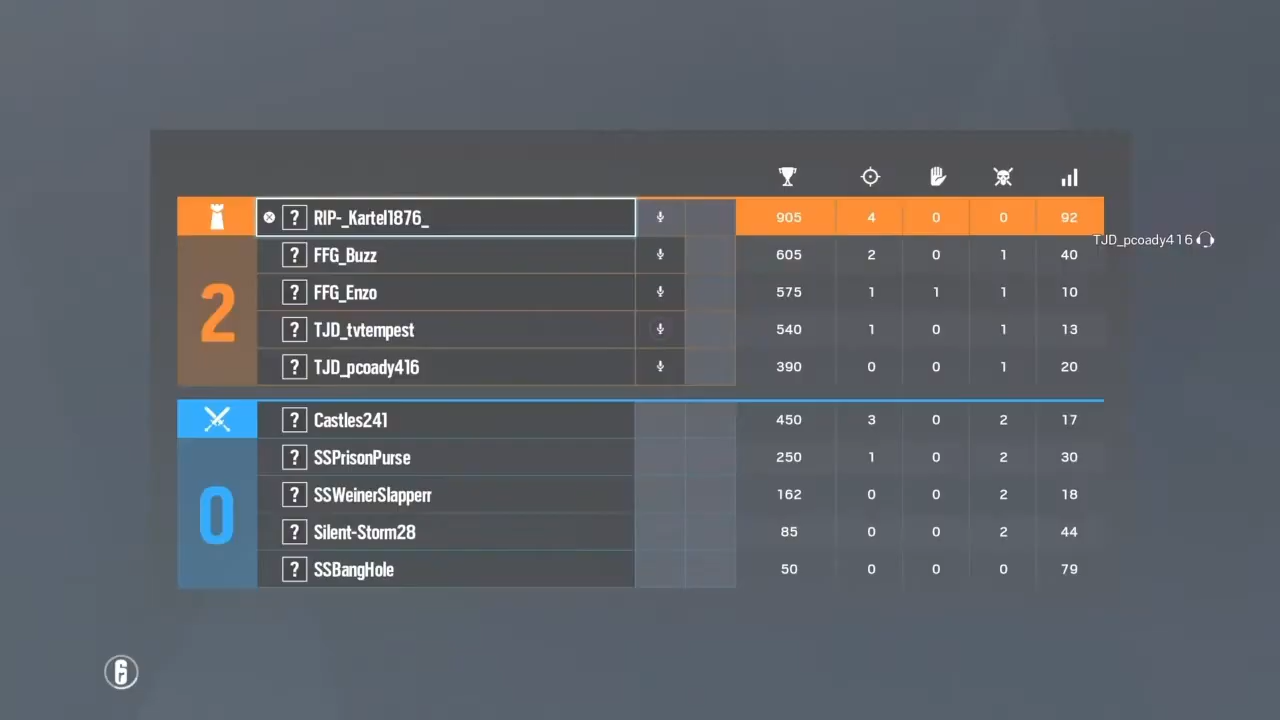 RIP-_Kartel1876_ 905 4 0 0 92
TJD_pcoady416
FFG_Buzz 605 2 0 1 40
FFG_Enzo 575 1 1 1 10
2
TJD_tvtempest 540 1 0 1 13
TJD_pcoady416 390 0 0 1 20
Castles241 450 3 0 2 17
SSPrisonPurse 250 1 0 2 30
SSWeinerSlapperr 162 0 0 2 18
0
Silent-Storm28 85 0 0 2 44
SSBangHole 50 0 0 0 79
6